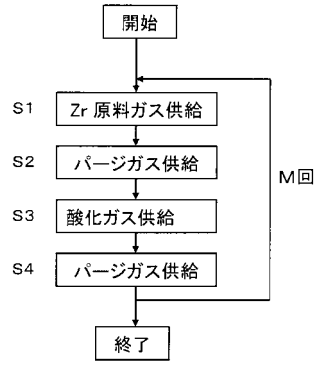 開始
S1 Zr 原料ガス供給
S2 パージガス供給
M回
S3 酸化ガス供給
S4 パージガス供給
終了